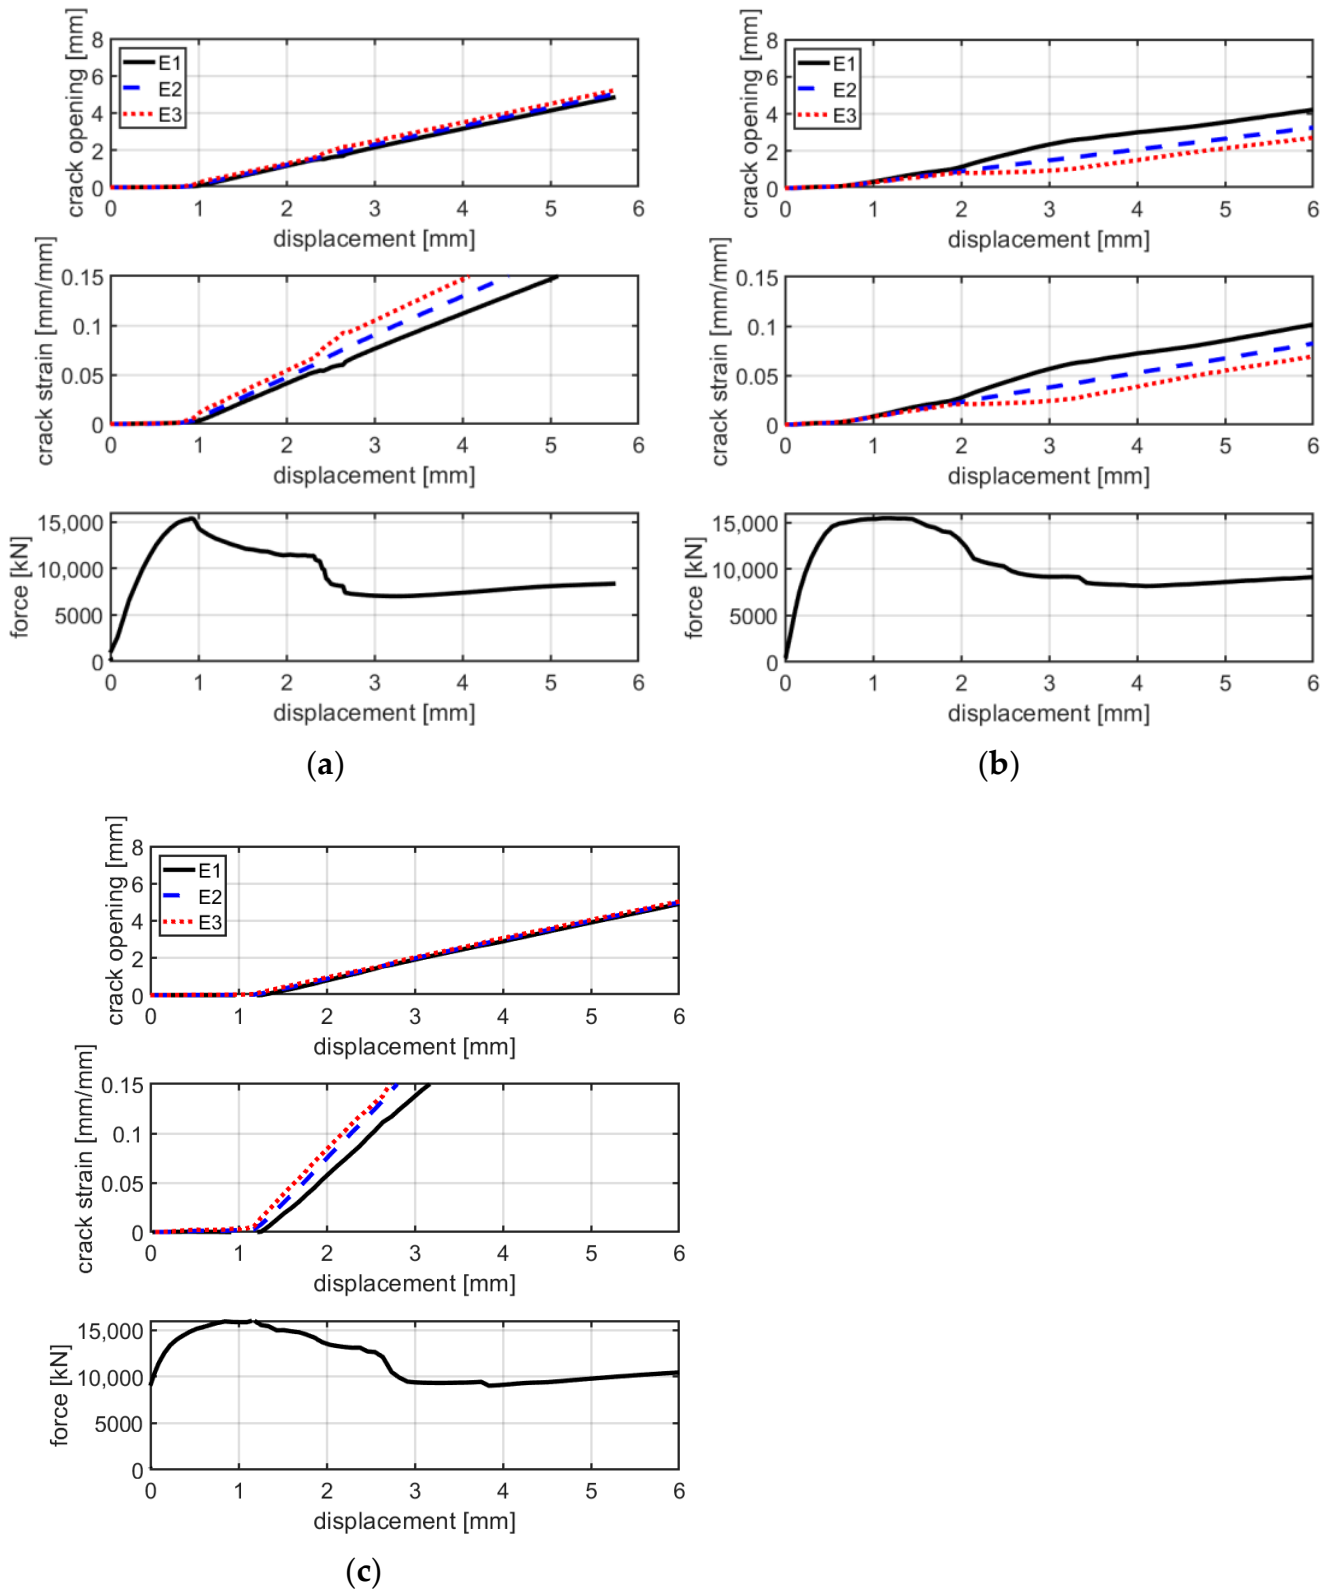 crack opening [mm]
8
6
4
2
0
E1
E2
E3
0 1 2 3 4 5 6
displacement [mm]
crack strain [mm/mm]
0.15
0.1
0.05
0
0 1 2 3 4 5 6
displacement [mm]
force [kN]
15,000
10,000
5000
0
0 1 2 3 4 5 6
displacement [mm]
(a)
crack opening [mm]
8
6
4
2
0
E1
E2
E3
0 1 2 3 4 5 6
displacement [mm]
crack strain [mm/mm]
0.15
0.1
0.05
0
0 1 2 3 4 5 6
displacement [mm]
force [kN]
15,000
10,000
5000
0
0 1 2 3 4 5 6
displacement [mm]
(b)
crack opening [mm]
8
6
4
2
0
E1
E2
E3
0 1 2 3 4 5 6
displacement [mm]
crack strain [mm/mm]
0.15
0.1
0.05
0
0 1 2 3 4 5 6
displacement [mm]
force [kN]
15,000
10,000
5000
0
0 1 2 3 4 5 6
displacement [mm]
(c)